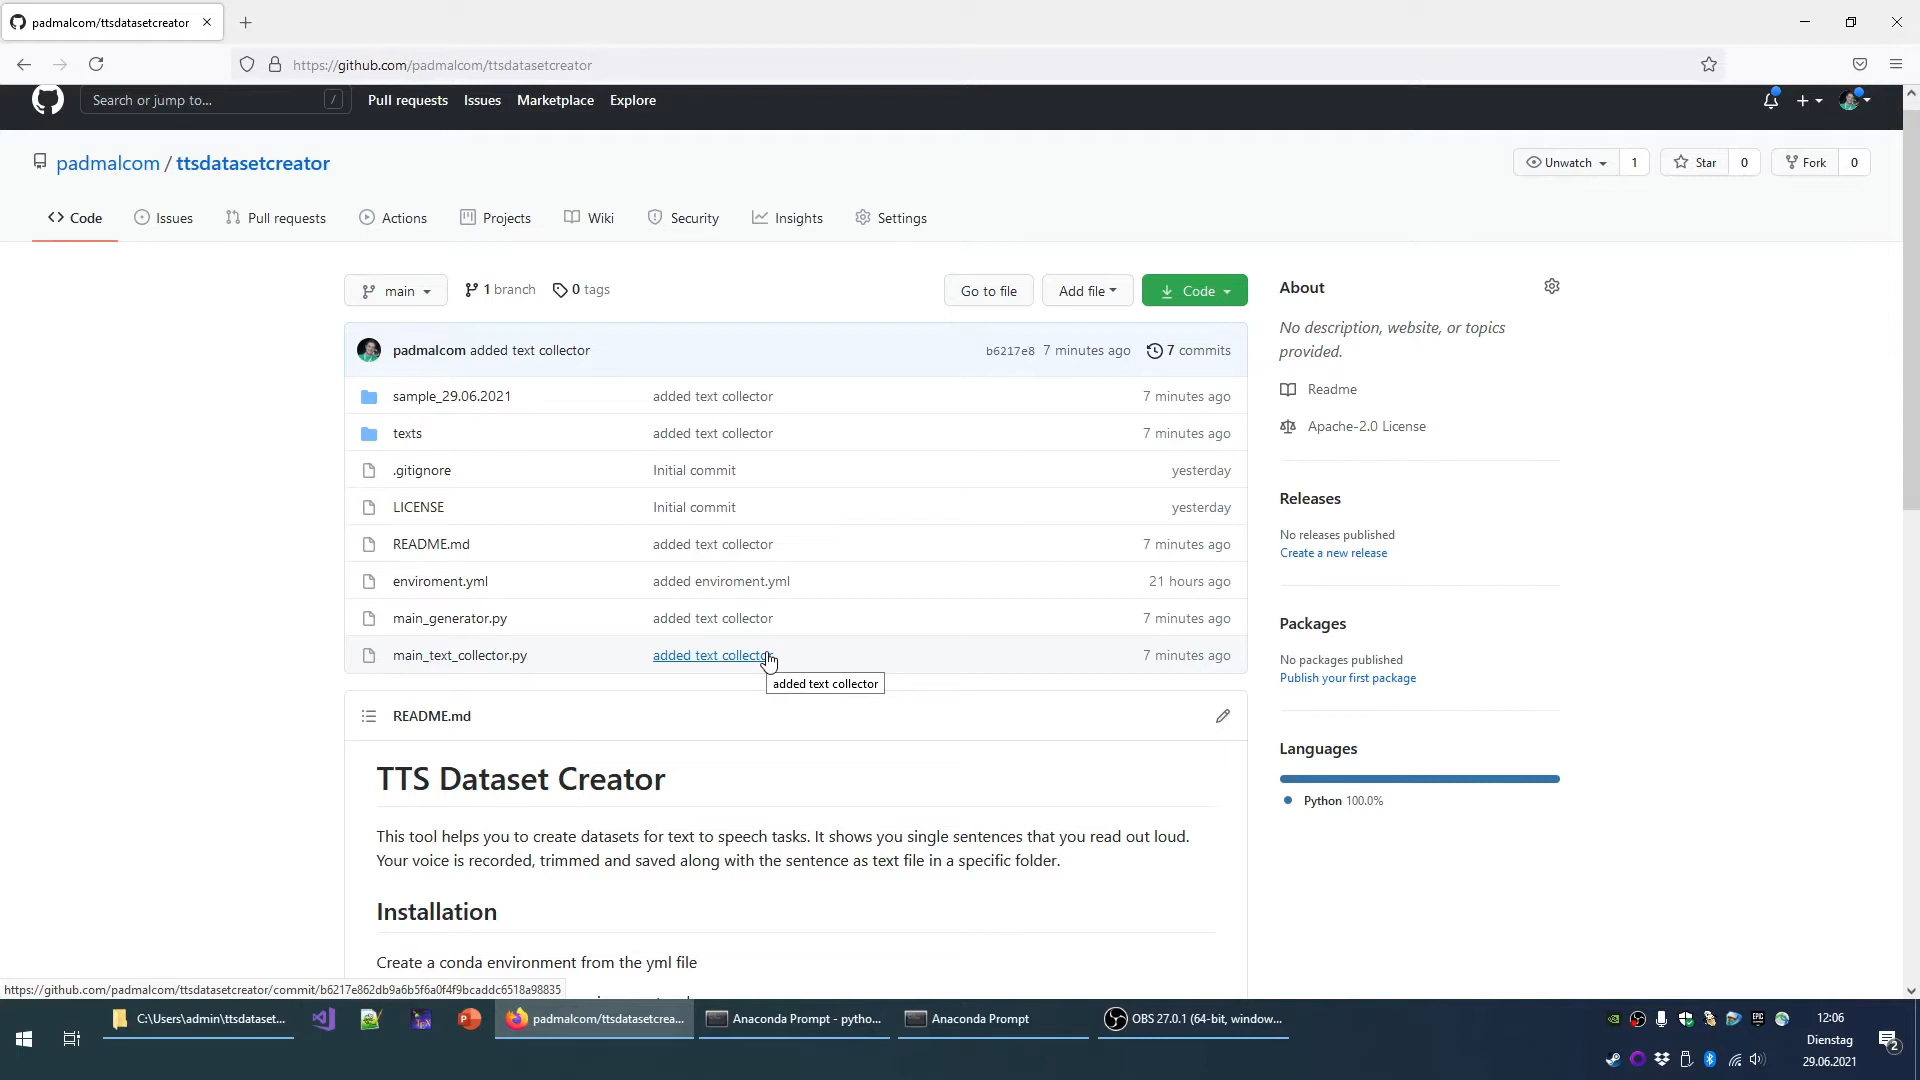 padmalcom/ttsdatasetcreator
https://github.com/padmalcom/ttsdatasetcreator
Search or jump to... / Pull requests Issues Marketplace Explore
padmalcom / ttsdatasetcreator
Unwatch 1 Star 0 Fork 0
Code Issues Pull requests Actions Projects Wiki Security Insights Settings
main 1 branch 0 tags Go to file Add file Code
padmalcom added text collector b6217e8 7 minutes ago 7 commits
sample_29.06.2021 added text collector 7 minutes ago
texts added text collector 7 minutes ago
.gitignore Initial commit yesterday
LICENSE Initial commit yesterday
README.md added text collector 7 minutes ago
enviroment.yml added enviroment.yml 21 hours ago
main_generator.py added text collector 7 minutes ago
main_text_collector.py added text collector 7 minutes ago
added text collector
README.md
TTS Dataset Creator
This tool helps you to create datasets for text to speech tasks. It shows you single sentences that you read out loud.
Your voice is recorded, trimmed and saved along with the sentence as text file in a specific folder.
Installation
Create a conda environment from the yml file
About
No description, website, or topics
provided.
Readme
Apache-2.0 License
Releases
No releases published
Create a new release
Packages
No packages published
Publish your first package
Languages
Python 100.0%
https://github.com/padmalcom/ttsdatasetcreator/commit/b6217e862db9a6b5f6a0f4f9bcaddc6518a98835
C:\Users\admin\ttsdataset... padmalcom/ttsdatasetcrea... Anaconda Prompt - pytho... Anaconda Prompt OBS 27.0.1 (64-bit, window...
12:06
Dienstag
29.06.2021
2